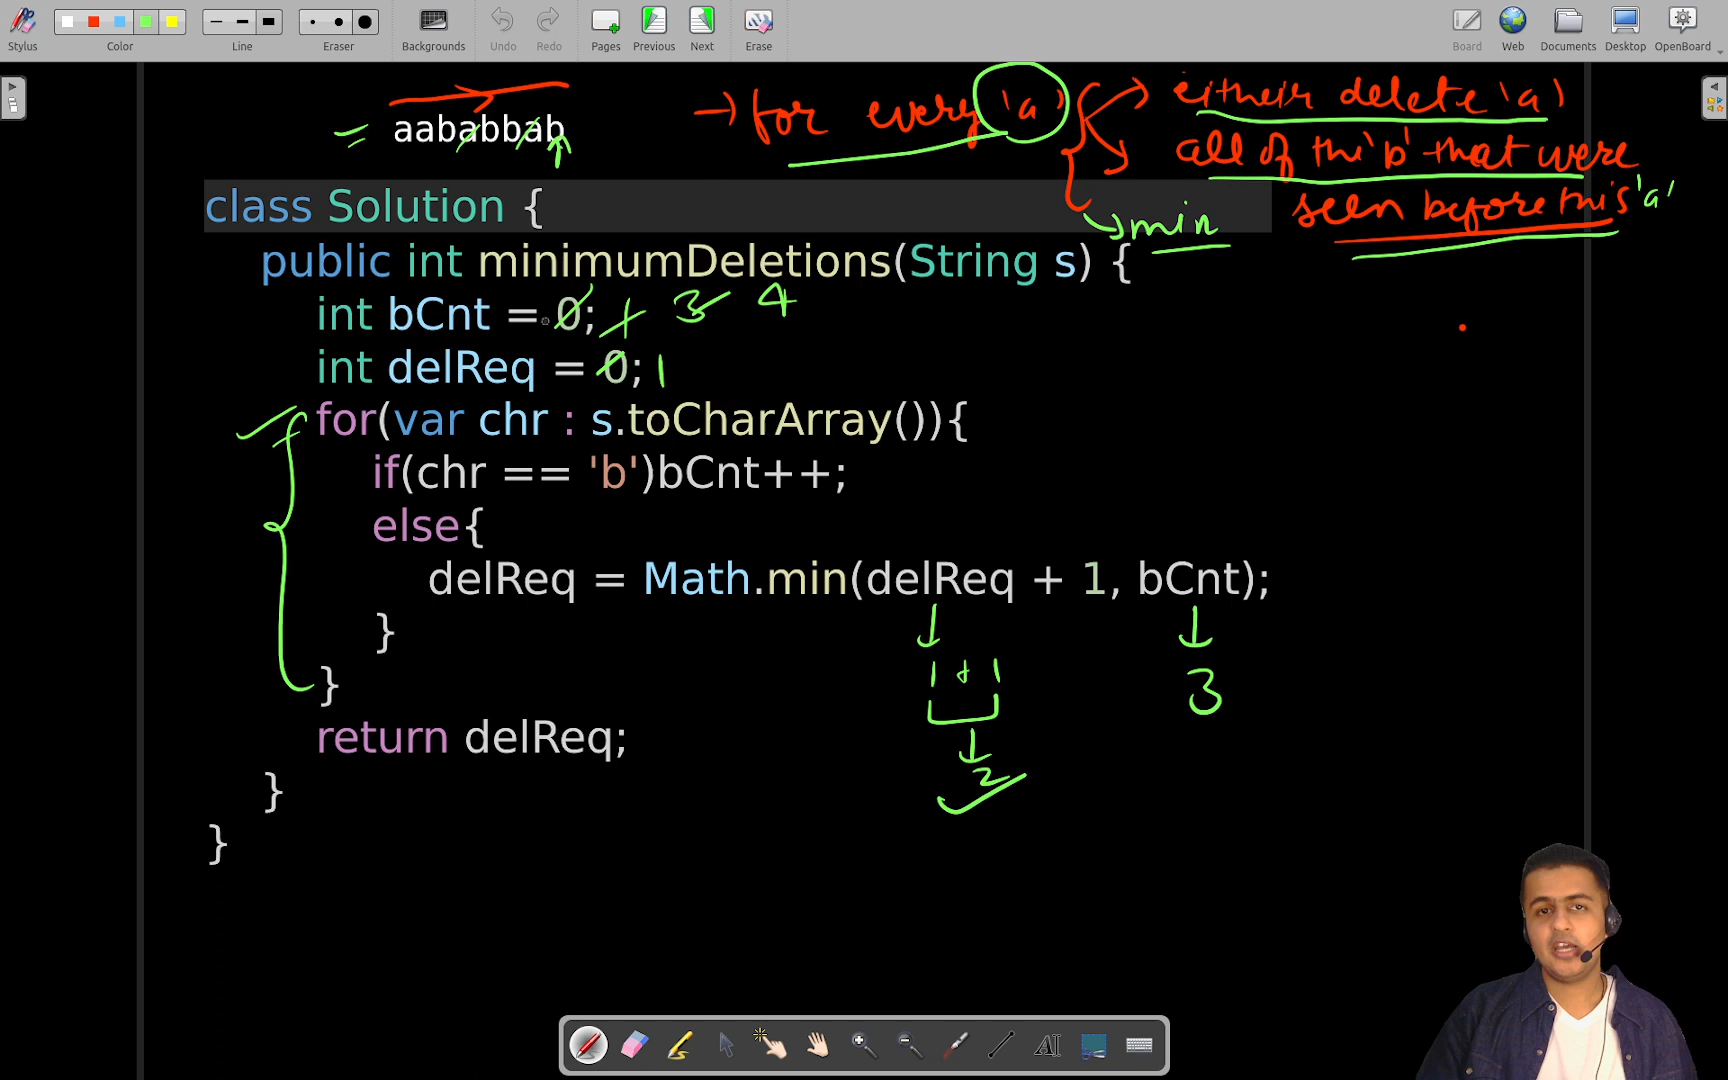 Stylus Color Line Eraser Backgrounds Undo Redo Pages Previous Next Erase Board Web Documents Desktop OpenBoard
aababbab
→ for every 'a' either delete 'a'
all of the 'b' that were
seen before this 'a'
→ min
class Solution {
public int minimumDeletions(String s) {
int bCnt = 0; 1 3 4
int delReq = 0; 1
for(var chr : s.toCharArray()){
if(chr == 'b')bCnt++;
else{
delReq = Math.min(delReq + 1, bCnt);
}
1 + 1 3
}
return delReq;
2
}
}
AI